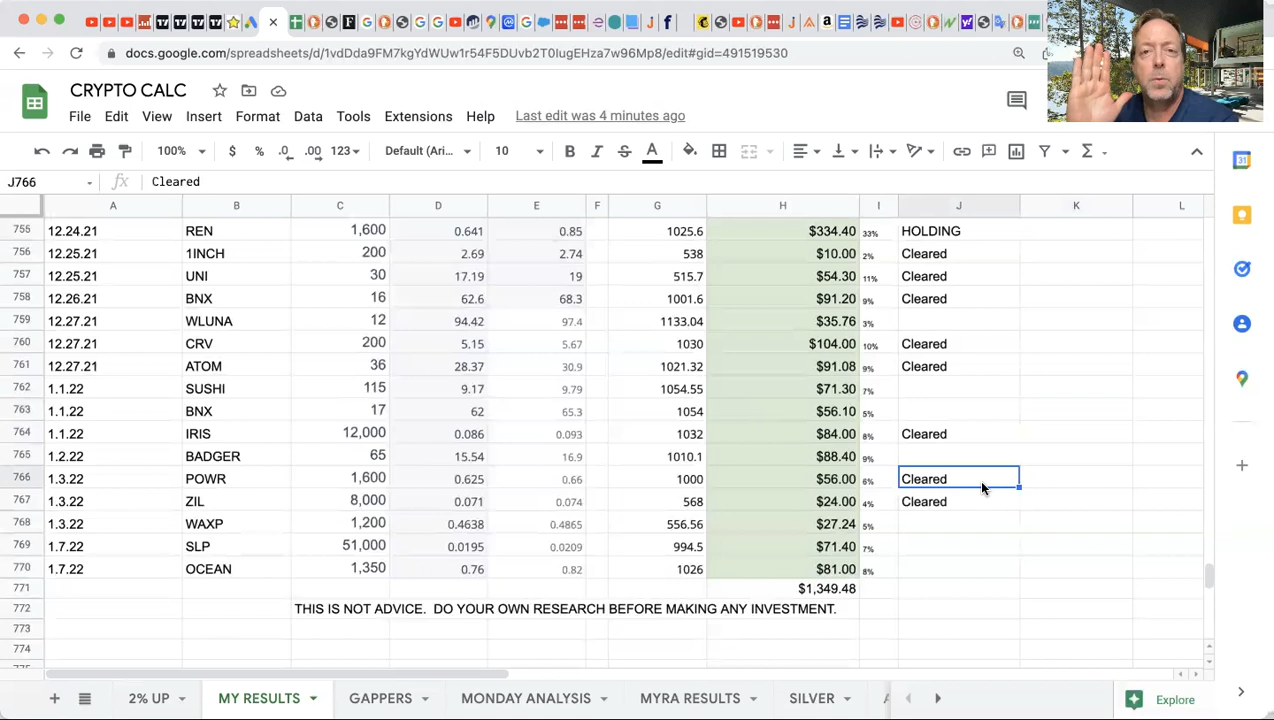 docs.google.com/spreadsheets/d/1vdDda9FM7kgYdWUw1r54F5DUvb2T0IugEHza7w96Mp8/edit#gid=491519530
CRYPTO CALC
File Edit View Insert Format Data Tools Extensions Help Last edit was 4 minutes ago
100% $ % .0 .00 123 Default (Ari... 10 B I S A
J766 fx Cleared
A B C D E F G H I J K L
755 12.24.21 REN 1,600 0.641 0.85 1025.6 $334.40 33% HOLDING
756 12.25.21 1INCH 200 2.69 2.74 538 $10.00 2% Cleared
757 12.25.21 UNI 30 17.19 19 515.7 $54.30 11% Cleared
758 12.26.21 BNX 16 62.6 68.3 1001.6 $91.20 9% Cleared
759 12.27.21 WLUNA 12 94.42 97.4 1133.04 $35.76 3%
760 12.27.21 CRV 200 5.15 5.67 1030 $104.00 10% Cleared
761 12.27.21 ATOM 36 28.37 30.9 1021.32 $91.08 9% Cleared
762 1.1.22 SUSHI 115 9.17 9.79 1054.55 $71.30 7%
763 1.1.22 BNX 17 62 65.3 1054 $56.10 5%
764 1.1.22 IRIS 12,000 0.086 0.093 1032 $84.00 8% Cleared
765 1.2.22 BADGER 65 15.54 16.9 1010.1 $88.40 9%
766 1.3.22 POWR 1,600 0.625 0.66 1000 $56.00 6% Cleared
767 1.3.22 ZIL 8,000 0.071 0.074 568 $24.00 4% Cleared
768 1.3.22 WAXP 1,200 0.4638 0.4865 556.56 $27.24 5%
769 1.7.22 SLP 51,000 0.0195 0.0209 994.5 $71.40 7%
770 1.7.22 OCEAN 1,350 0.76 0.82 1026 $81.00 8%
771 $1,349.48
772 THIS IS NOT ADVICE. DO YOUR OWN RESEARCH BEFORE MAKING ANY INVESTMENT.
773
774
2% UP MY RESULTS GAPPERS MONDAY ANALYSIS MYRA RESULTS SILVER Explore